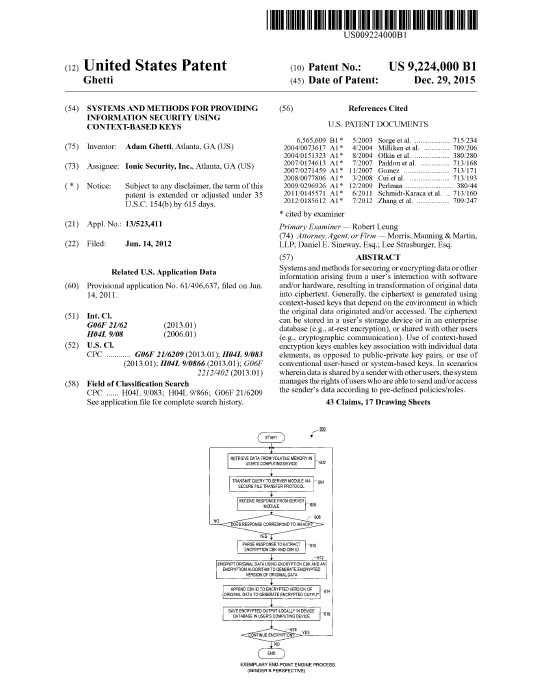 US009224000B1
(12) United States Patent
Ghetti
(10) Patent No.: US 9,224,000 B1
(45) Date of Patent: Dec. 29, 2015
(54) SYSTEMS AND METHODS FOR PROVIDING
INFORMATION SECURITY USING
CONTEXT-BASED KEYS
(75) Inventor: Adam Ghetti, Atlanta, GA (US)
(73) Assignee: Ionic Security, Inc., Atlanta, GA (US)
( * ) Notice: Subject to any disclaimer, the term of this
patent is extended or adjusted under 35
U.S.C. 154(b) by 615 days.
(21) Appl. No.: 13/523,411
(22) Filed: Jun. 14, 2012
Related U.S. Application Data
(60) Provisional application No. 61/496,637, filed on Jun.
14, 2011.
(51) Int. Cl.
G06F 21/62 (2013.01)
H04L 9/08 (2006.01)
(52) U.S. Cl.
CPC ............ G06F 21/6209 (2013.01); H04L 9/083
(2013.01); H04L 9/0866 (2013.01); G06F
2212/402 (2013.01)
(58) Field of Classification Search
CPC ...... H04L 9/083; H04L 9/0866; G06F 21/6209
See application file for complete search history.
(56) References Cited
U.S. PATENT DOCUMENTS
6,565,609 B1 * 5/2003 Sorge et al. .................. 715/234
2004/0073617 A1 * 4/2004 Milliken et al. ............. 709/206
2004/0151323 A1 * 8/2004 Olkin et al. .................. 380/280
2007/0174613 A1 * 7/2007 Paddon et al. ............... 713/168
2007/0271459 A1 * 11/2007 Gomez ......................... 713/171
2008/0077806 A1 * 3/2008 Cui et al. ..................... 713/193
2009/0296926 A1 * 12/2009 Perlman ....................... 380/44
2011/0145571 A1 * 6/2011 Schmidt-Karaca et al. .. 713/160
2012/0185612 A1 * 7/2012 Zhang et al. ................. 709/247
* cited by examiner
Primary Examiner — Robert Leung
(74) Attorney, Agent, or Firm — Morris, Manning & Martin,
LLP; Daniel E. Sineway, Esq.; Lee Strasburger, Esq.
(57) ABSTRACT
Systems and methods for securing or encrypting data or other
information arising from a user's interaction with software
and/or hardware, resulting in transformation of original data
into ciphertext. Generally, the ciphertext is generated using
context-based keys that depend on the environment in which
the original data originated and/or accessed. The ciphertext
can be stored in a user's storage device or in an enterprise
database (e.g., at-rest encryption), or shared with other users
(e.g., cryptographic communication). Use of context-based
encryption keys enables key association with individual data
elements, as opposed to public-private key pairs, or use of
conventional user-based or system-based keys. In scenarios
wherein data is shared by a sender with other users, the system
manages the rights of users who are able to send and/or access
the sender's data according to pre-defined policies/roles.
43 Claims, 17 Drawing Sheets
START
600
RETRIEVE DATA FROM VOLATILE MEMORY IN
USER'S COMPUTING DEVICE
602
TRANSMIT QUERY TO SERVER MODULE VIA
SECURE FILE TRANSFER PROTOCOL
604
RECEIVE RESPONSE FROM SERVER
MODULE
606
608
NO
DOES RESPONSE CORRESPOND TO AN ACK?
YES
PARSE RESPONSE TO EXTRACT
ENCRYPTION CBK AND CBK ID
610
612
ENCRYPT ORIGINAL DATA USING ENCRYPTION CBK AND AN
ENCRYPTION ALGORITHM TO GENERATE ENCRYPTED
VERSION OF ORIGINAL DATA
APPEND CBK ID TO ENCRYPTED VERSION OF
ORIGINAL DATA TO GENERATE ENCRYPTED OUTPUT
614
SAVE ENCRYPTED OUTPUT LOCALLY IN DEVICE
DATABASE IN USER'S COMPUTING DEVICE
616
618
CONTINUE ENCRYPTION?
YES
NO
END
EXEMPLARY END-POINT ENGINE PROCESS
(SENDER'S PERSPECTIVE)